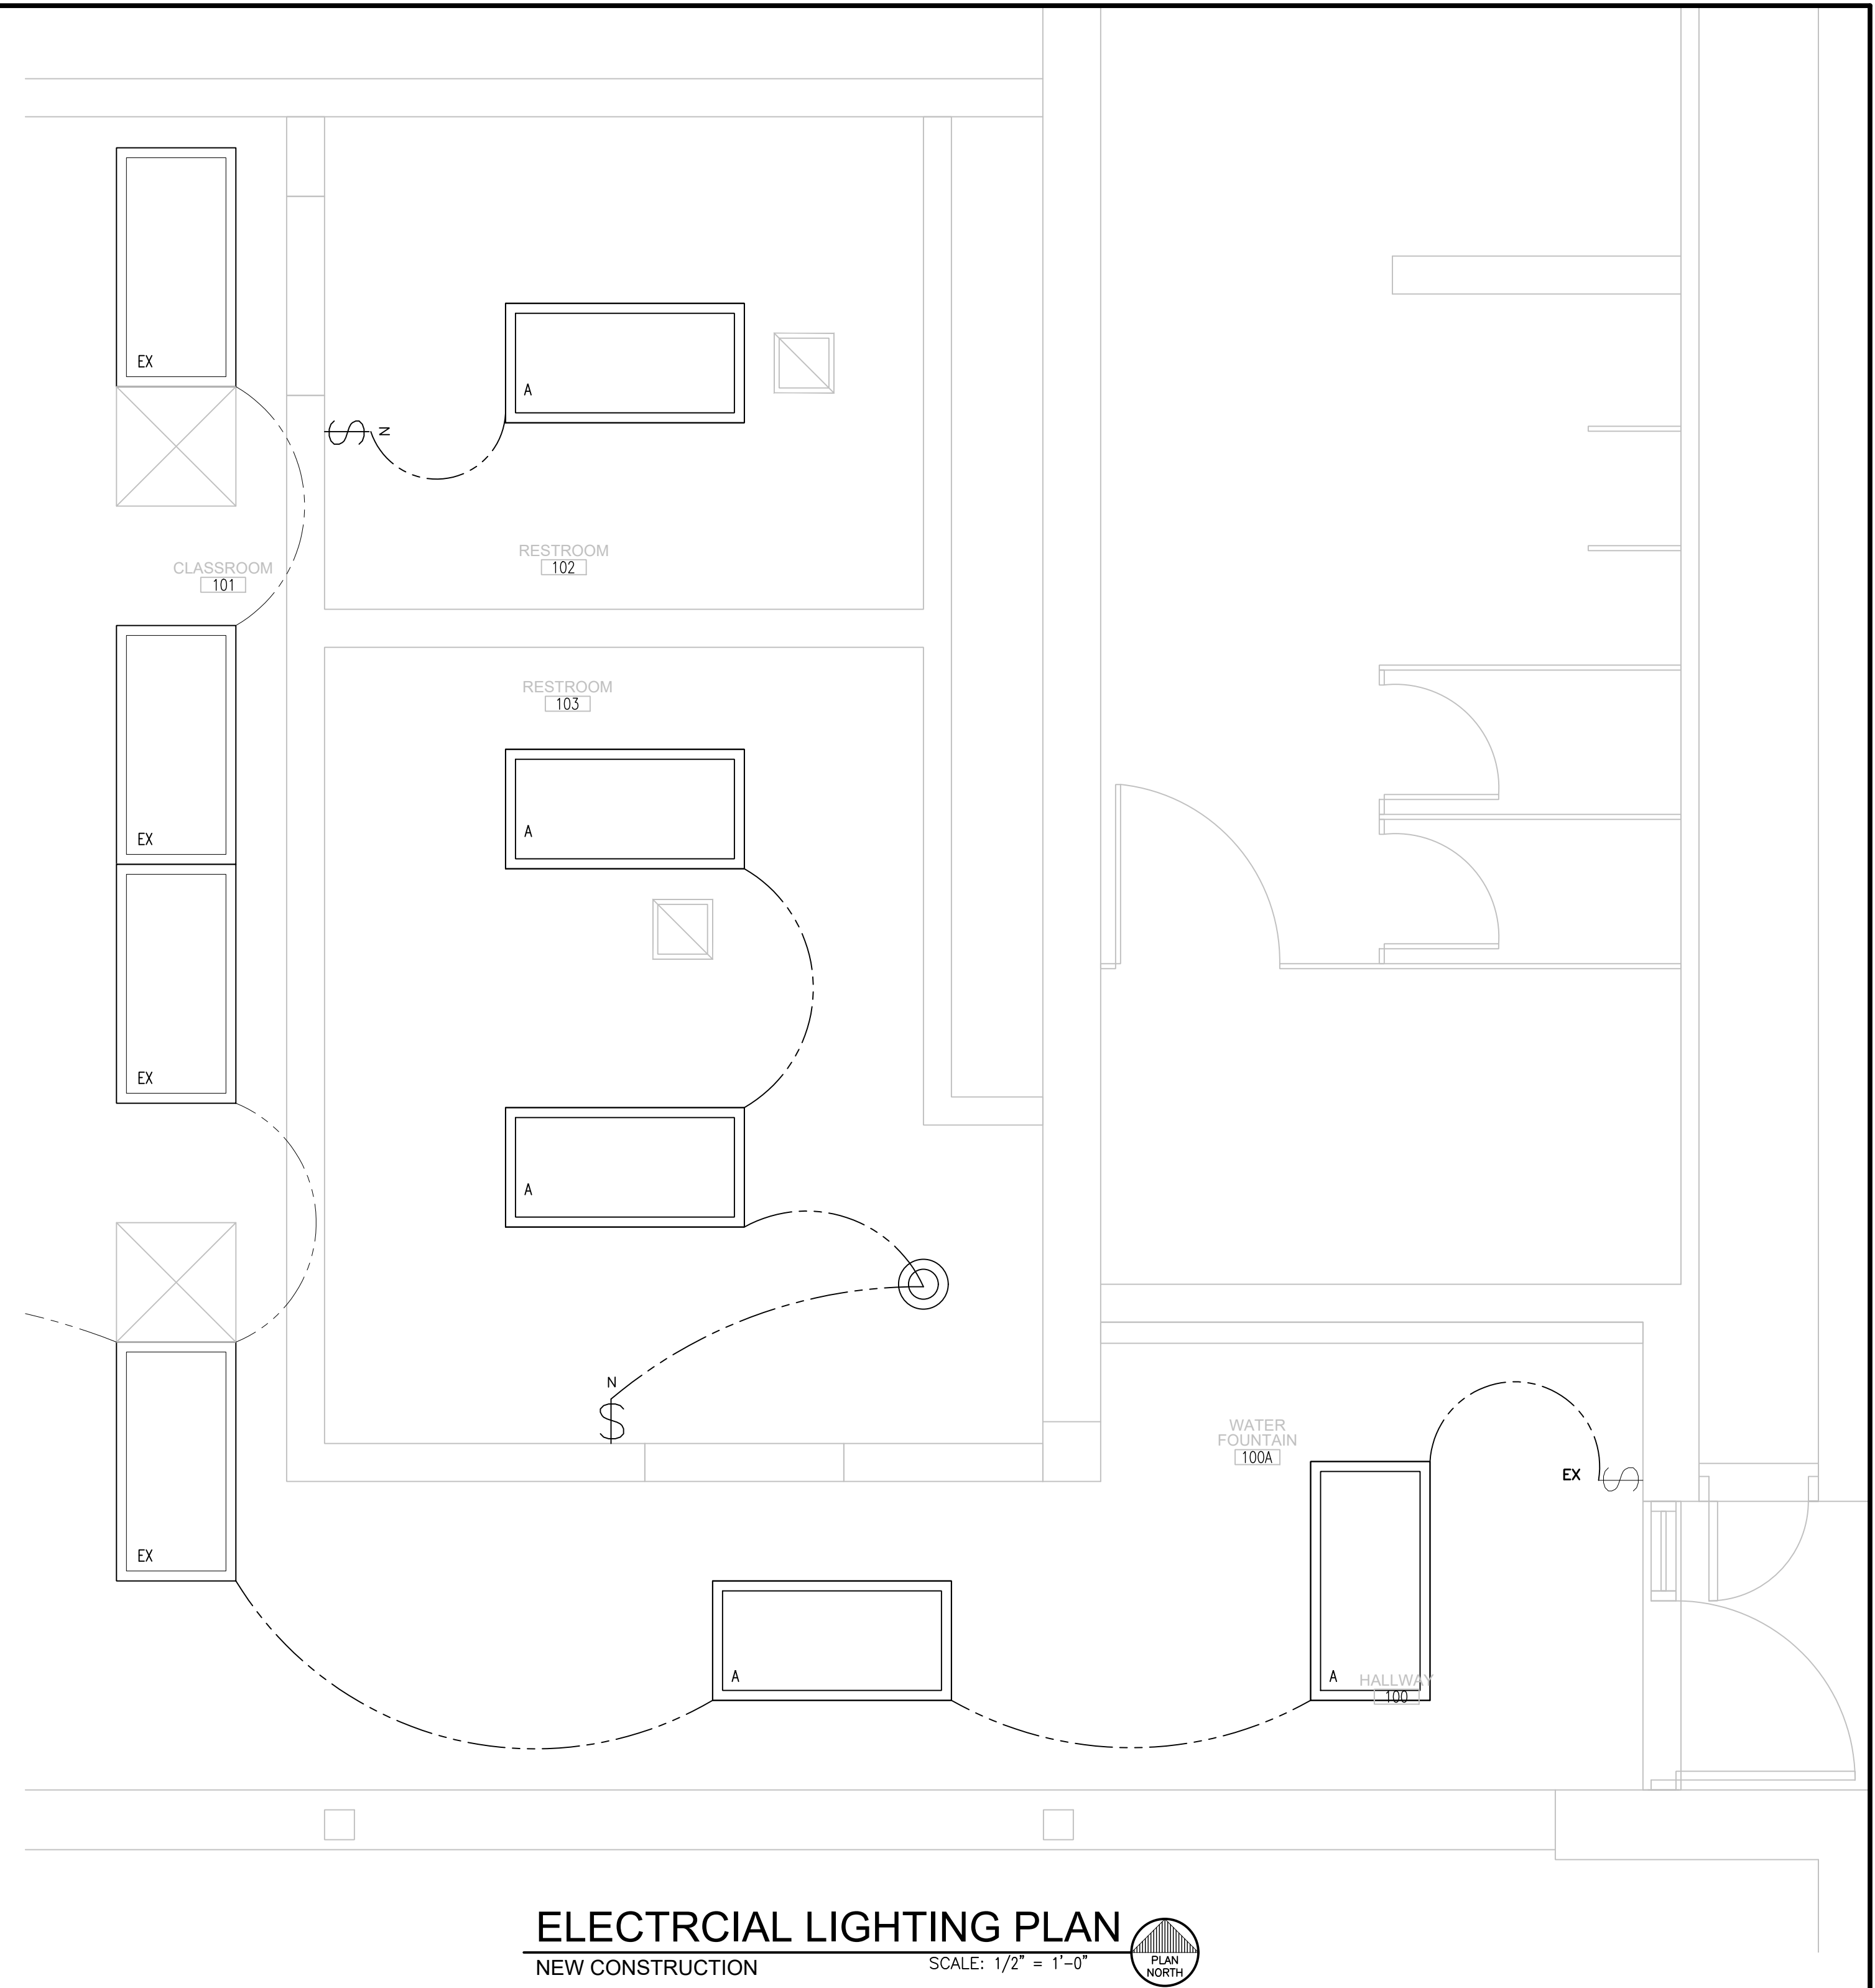 EX
A
N
RESTROOM
102
CLASSROOM
101
RESTROOM
103
A
EX
EX
A
N
WATER
FOUNTAIN
100A
EX
EX
A
A
HALLWAY
100
ELECTRCIAL LIGHTING PLAN
NEW CONSTRUCTION
SCALE: 1/2" = 1'-0"
PLAN
NORTH